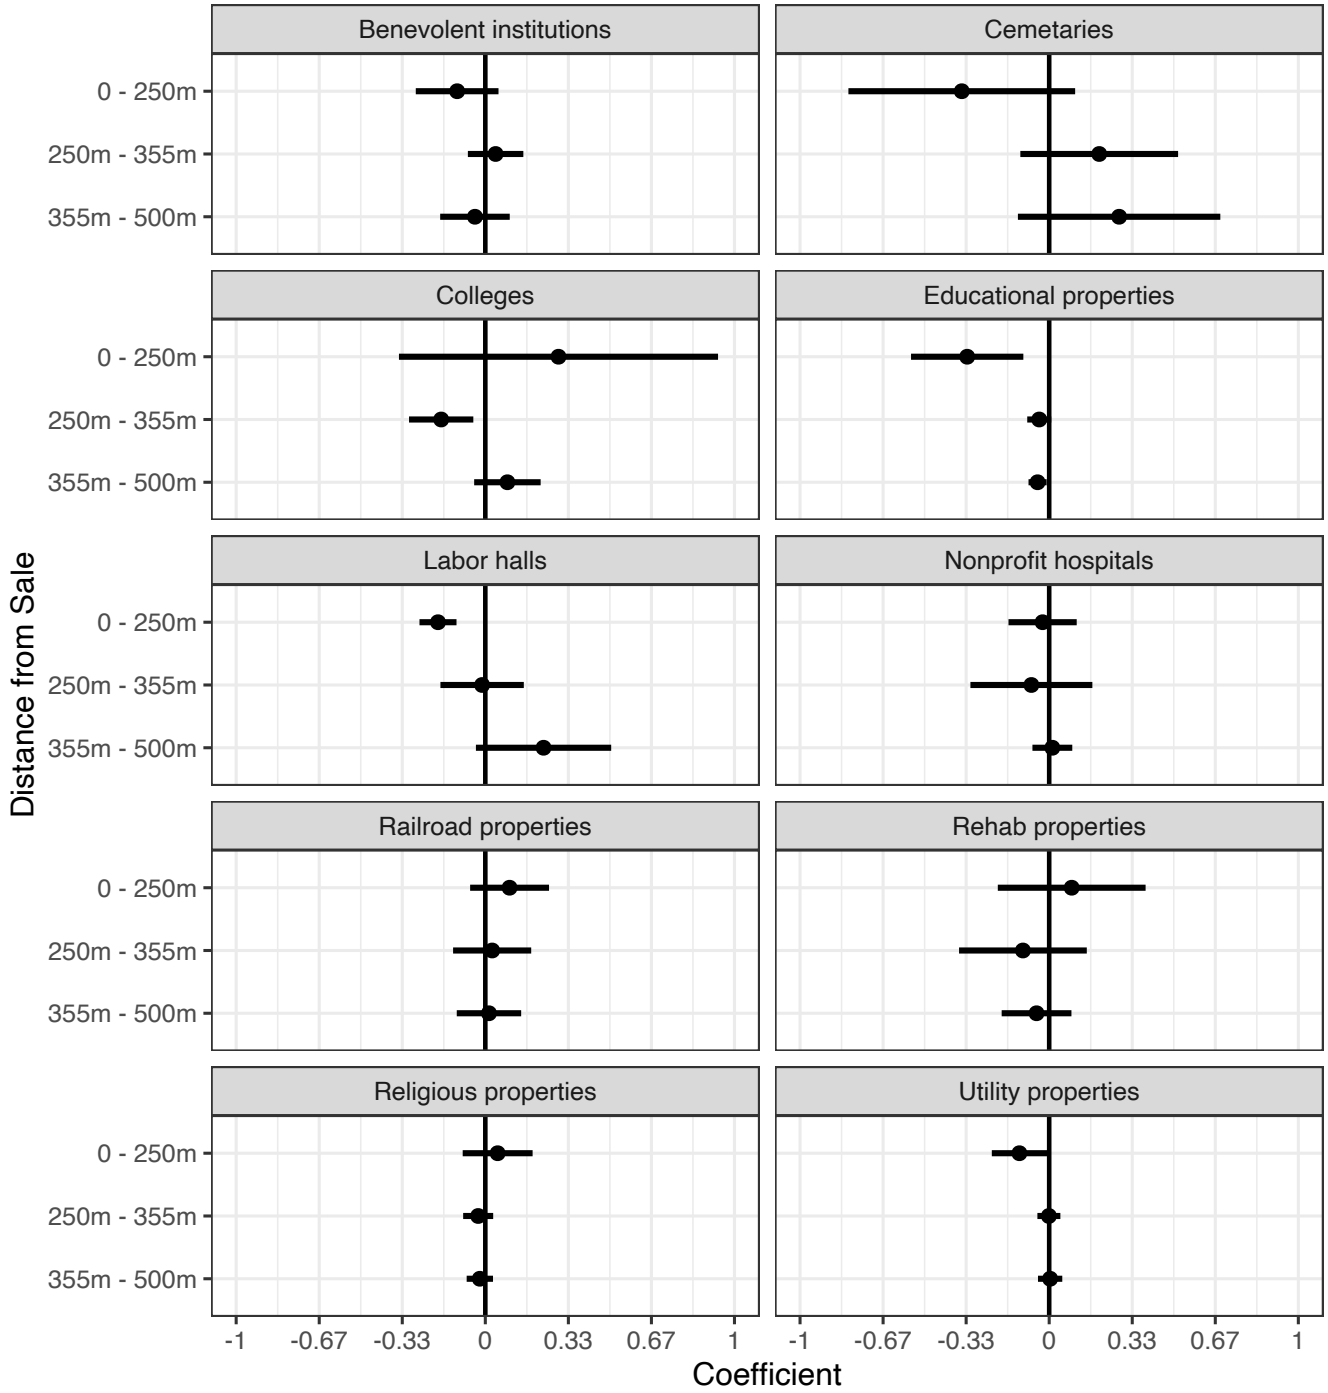 Benevolent institutions
Cemetaries
0 - 250m
250m - 355m
355m - 500m
Colleges
Educational properties
0 - 250m
250m - 355m
355m - 500m
Labor halls
Nonprofit hospitals
0 - 250m
250m - 355m
355m - 500m
Railroad properties
Rehab properties
0 - 250m
250m - 355m
355m - 500m
Religious properties
Utility properties
0 - 250m
250m - 355m
355m - 500m
-1 -0.67 -0.33 0 0.33 0.67 1
-1 -0.67 -0.33 0 0.33 0.67 1
Coefficient
Distance from Sale